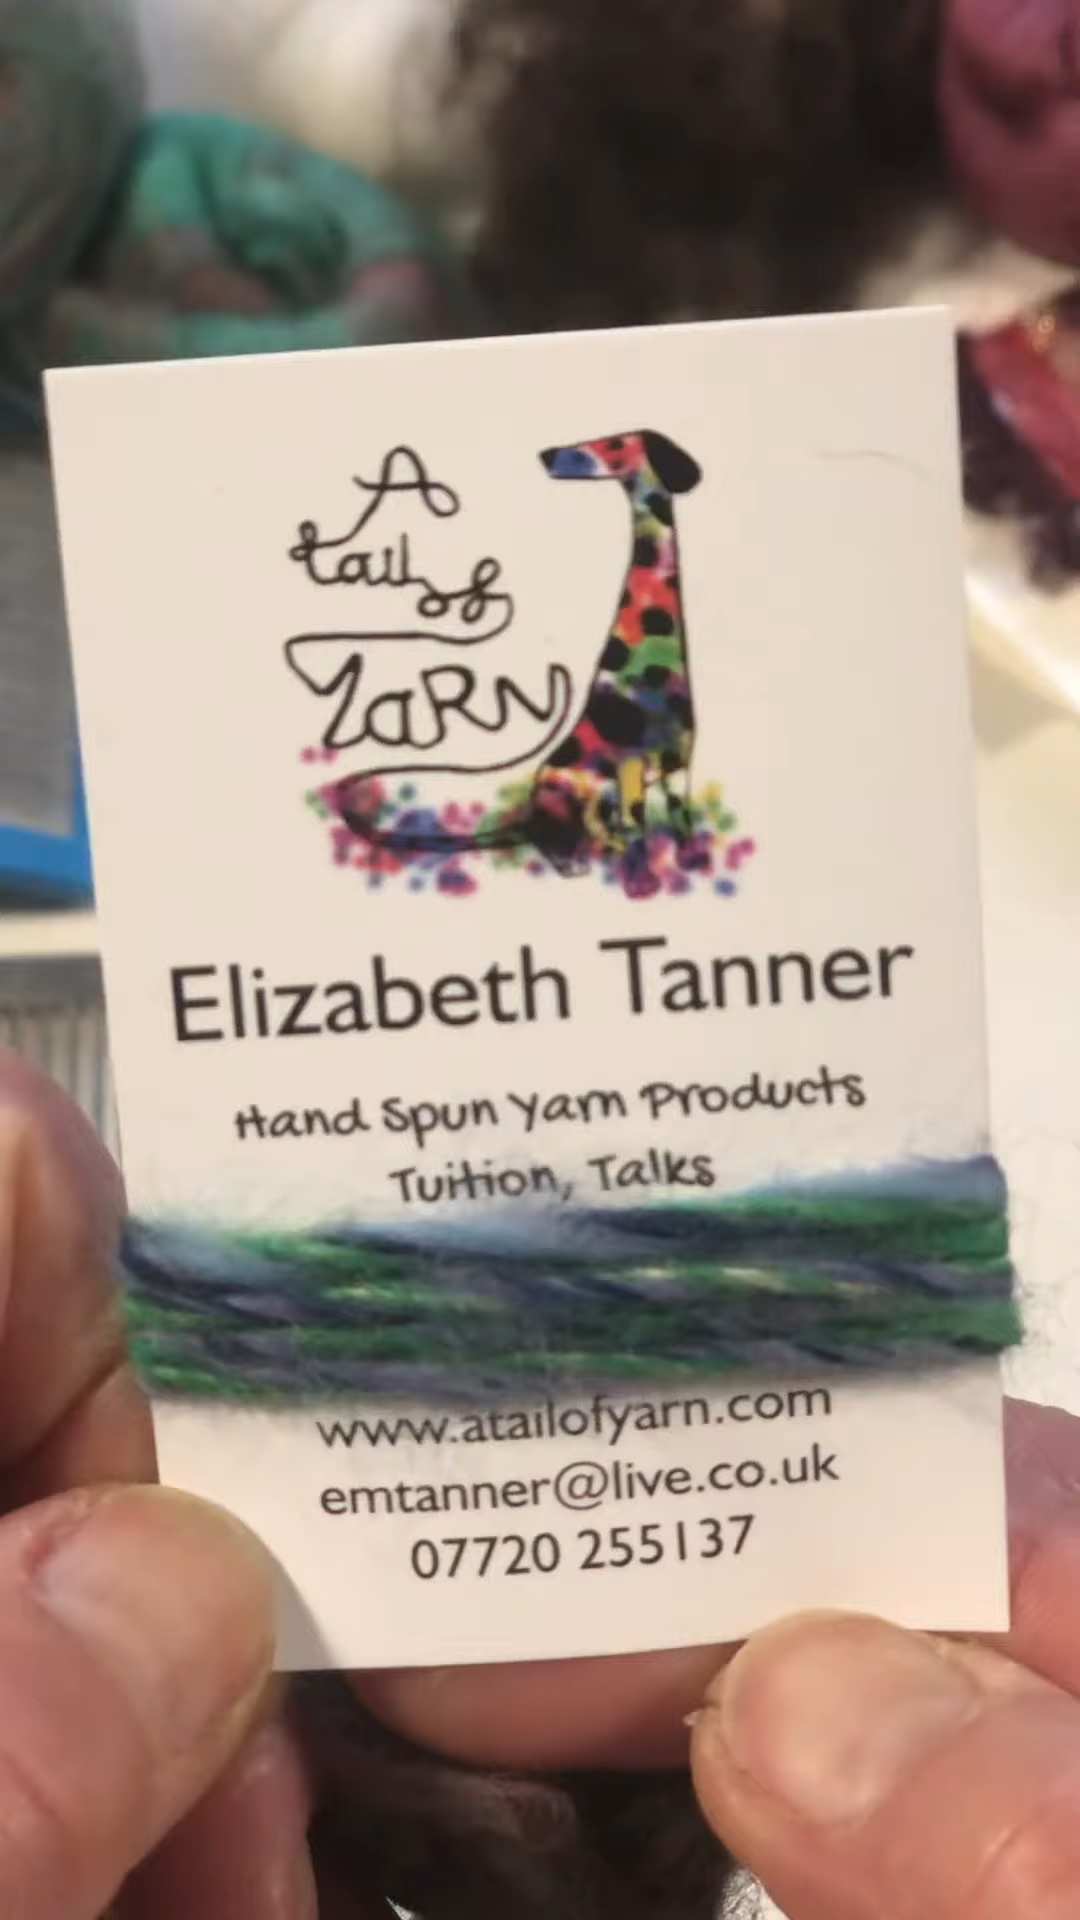 A
tail of
YaRN
Elizabeth Tanner
Hand Spun Yarn Products
Tuition, Talks
www.atailofyarn.com
emtanner@live.co.uk
07720 255137